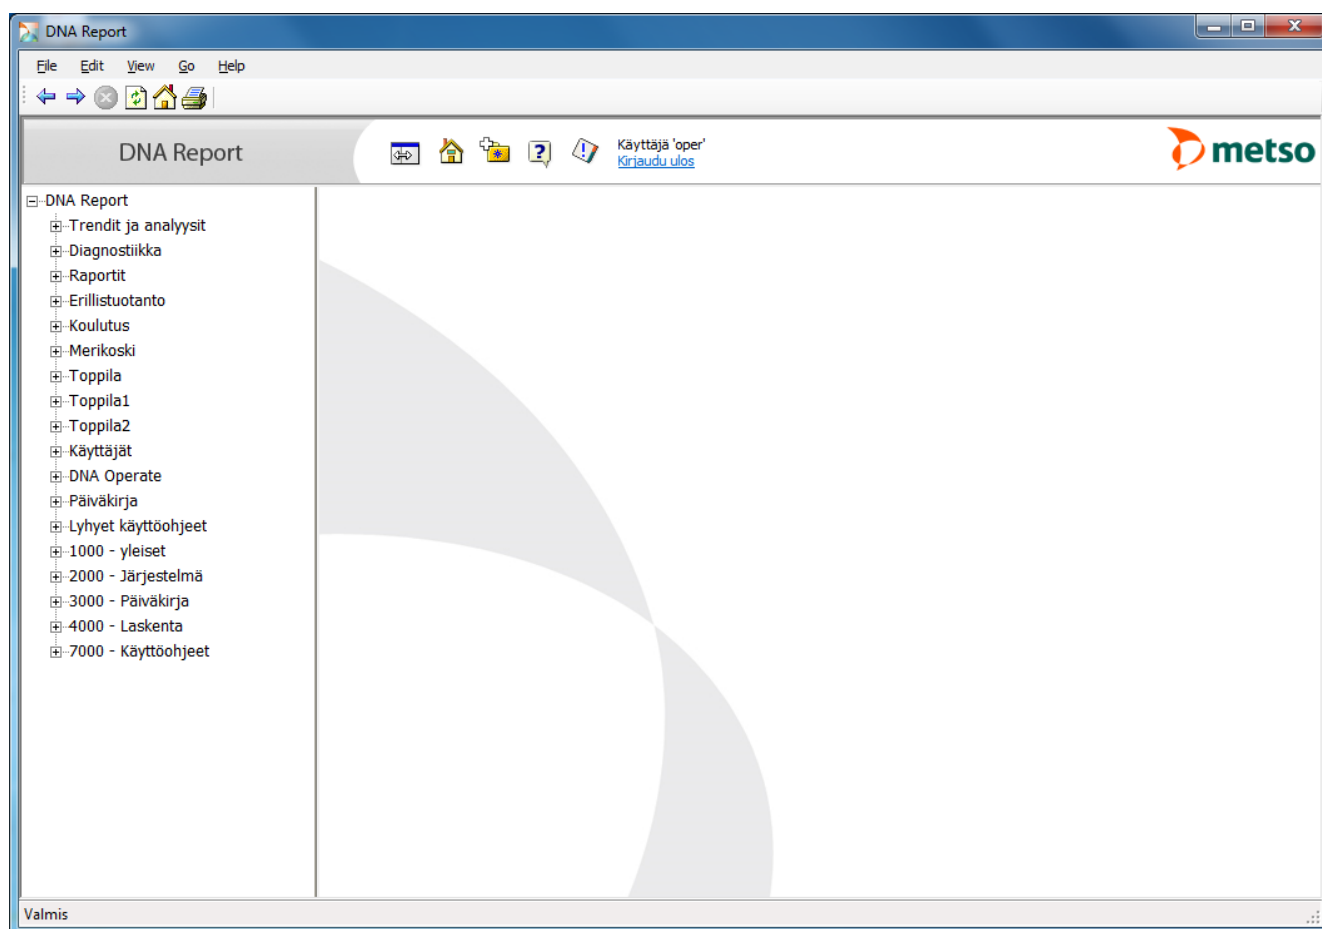 DNA Report
File Edit View Go Help
DNA Report
Käyttäjä 'oper'
Kirjaudu ulos
metso
DNA Report
Trendit ja analyysit
Diagnostiikka
Raportit
Erillistuotanto
Koulutus
Merikoski
Toppila
Toppila1
Toppila2
Käyttäjät
DNA Operate
Päiväkirja
Lyhyet käyttöohjeet
1000 - yleiset
2000 - Järjestelmä
3000 - Päiväkirja
4000 - Laskenta
7000 - Käyttöohjeet
Valmis